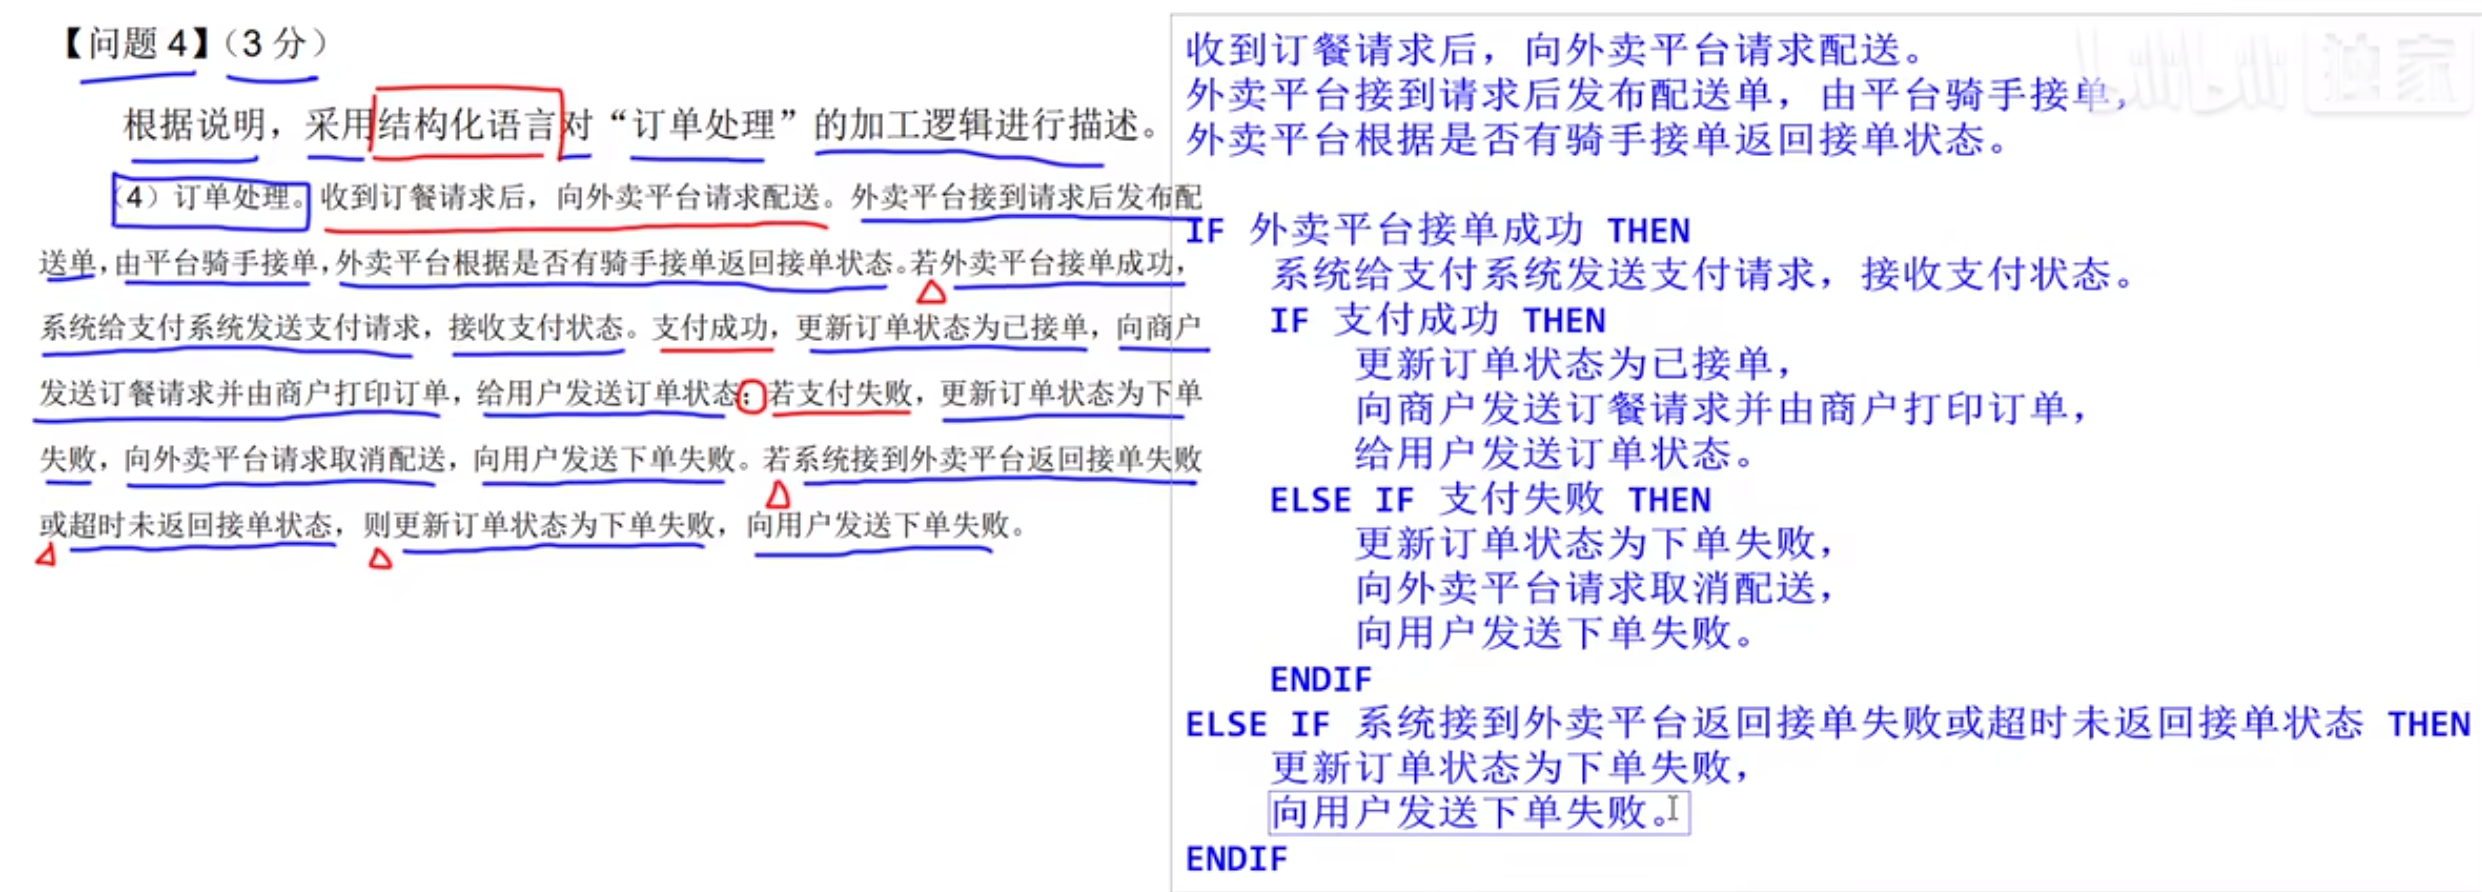 【问题 4】（3 分）
根据说明，采用结构化语言对“订单处理”的加工逻辑进行描述。
（4）订单处理。收到订餐请求后，向外卖平台请求配送。外卖平台接到请求后发布配
送单，由平台骑手接单，外卖平台根据是否有骑手接单返回接单状态。若外卖平台接单成功，
系统给支付系统发送支付请求，接收支付状态。支付成功，更新订单状态为已接单，向商户
发送订餐请求并由商户打印订单，给用户发送订单状态；若支付失败，更新订单状态为下单
失败，向外卖平台请求取消配送，向用户发送下单失败。若系统接到外卖平台返回接单失败
或超时未返回接单状态，则更新订单状态为下单失败，向用户发送下单失败。
收到订餐请求后，向外卖平台请求配送。
外卖平台接到请求后发布配送单，由平台骑手接单，
外卖平台根据是否有骑手接单返回接单状态。
IF 外卖平台接单成功 THEN
系统给支付系统发送支付请求，接收支付状态。
IF 支付成功 THEN
更新订单状态为已接单，
向商户发送订餐请求并由商户打印订单，
给用户发送订单状态。
ELSE IF 支付失败 THEN
更新订单状态为下单失败，
向外卖平台请求取消配送，
向用户发送下单失败。
ENDIF
ELSE IF 系统接到外卖平台返回接单失败或超时未返回接单状态 THEN
更新订单状态为下单失败，
向用户发送下单失败。
ENDIF
bilibili 独家